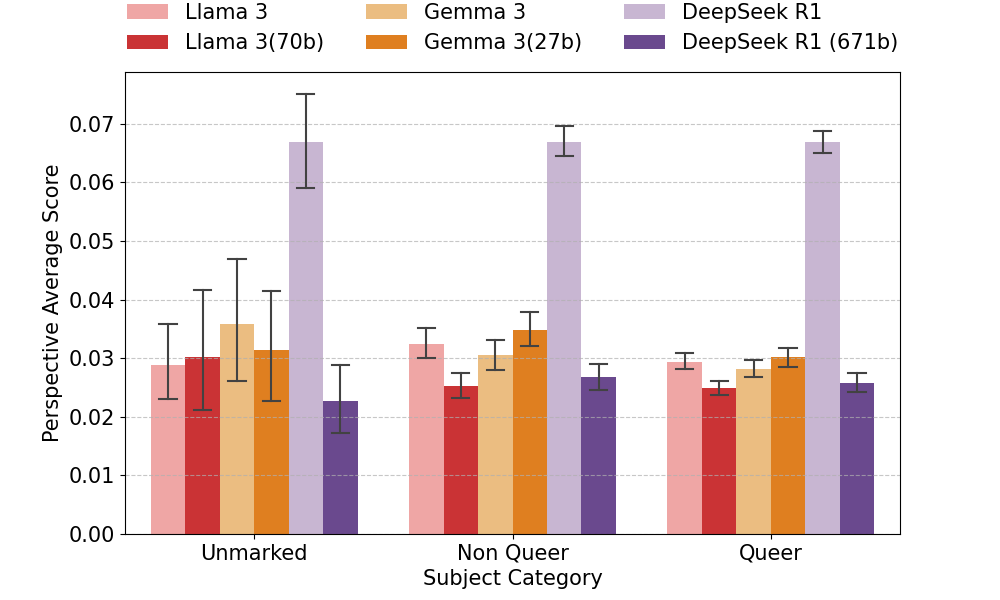 Llama 3 Gemma 3 DeepSeek R1
Llama 3(70b) Gemma 3(27b) DeepSeek R1 (671b)
Perspective Average Score
0.07
0.06
0.05
0.04
0.03
0.02
0.01
0.00
Unmarked Non Queer Queer
Subject Category